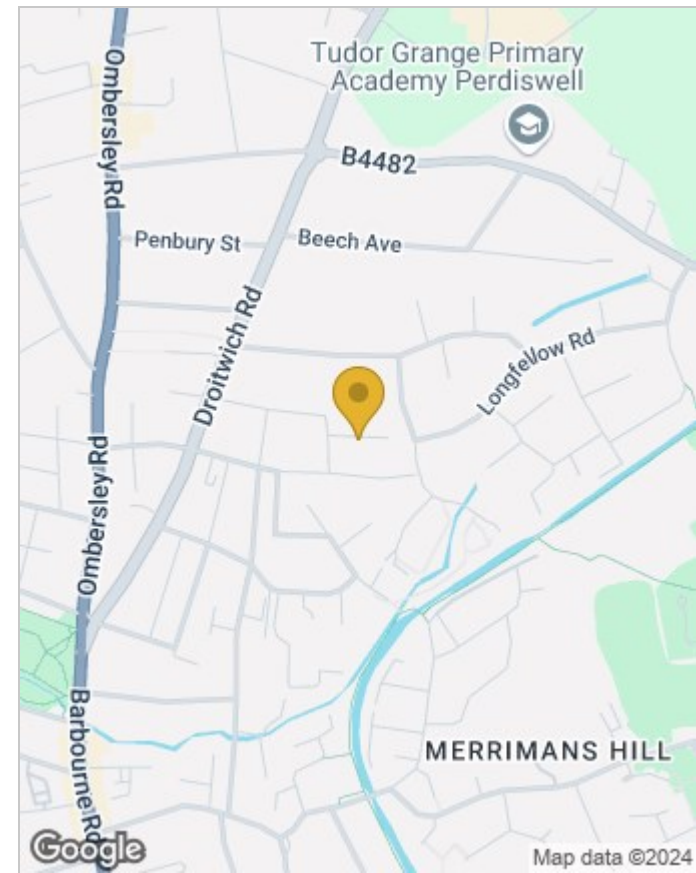 Tudor Grange Primary
Academy Perdiswell
Ombersley Rd
B4482
Penbury St
Beech Ave
Droitwich Rd
Longfellow Rd
Ombersley Rd
MERRIMANS HILL
Barbourne Rd
Google
Map data ©2024